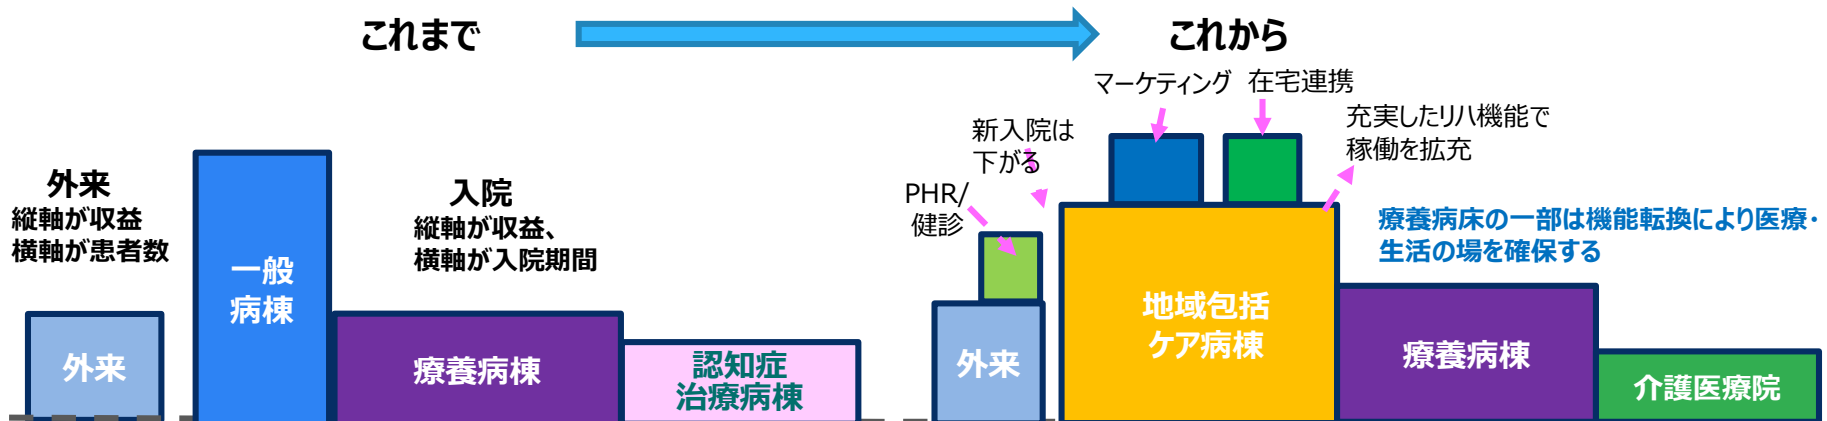 これまで
これから
外来
縦軸が収益
横軸が患者数
入院
縦軸が収益、
横軸が入院期間
外来
一般
病棟
療養病棟
認知症
治療病棟
PHR/
健診
新入院は
下がる
マーケティング
在宅連携
充実したリハ機能で
稼働を拡充
療養病床の一部は機能転換により医療・
生活の場を確保する
外来
地域包括
ケア病棟
療養病棟
介護医療院